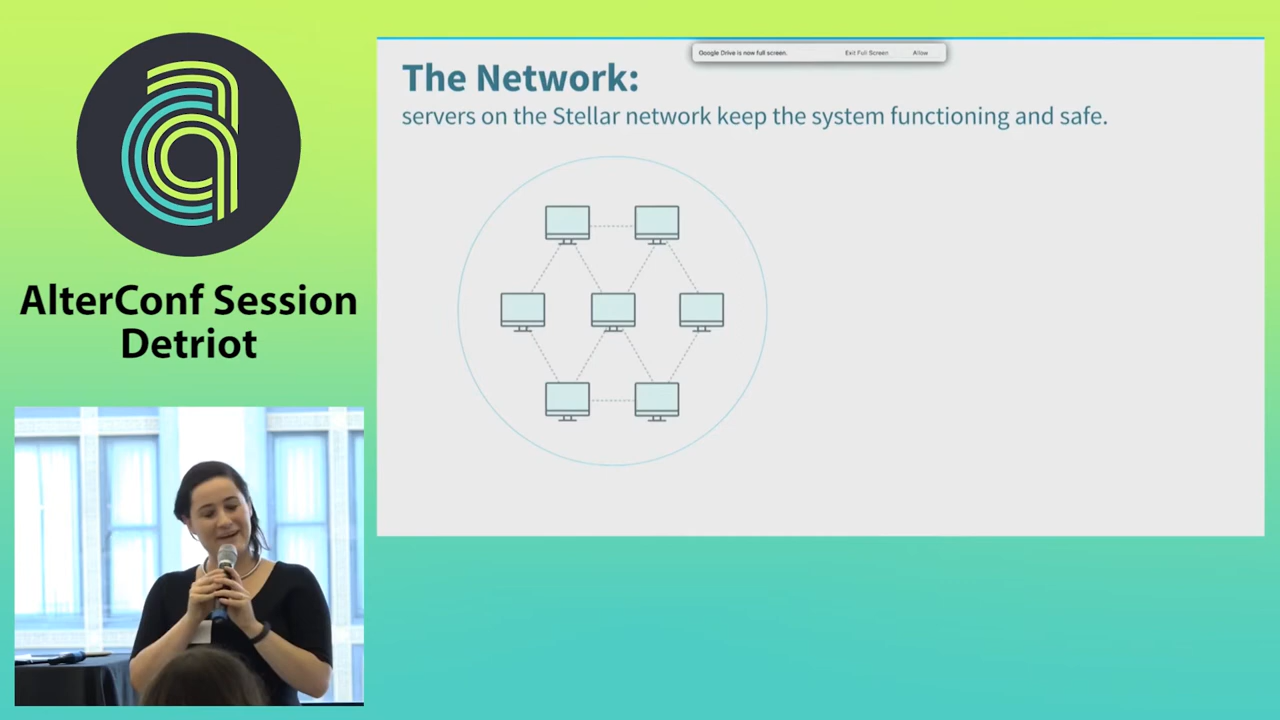 AlterConf Session
Detriot
Google Drive is now full screen.
Exit Full Screen
Allow
The Network:
servers on the Stellar network keep the system functioning and safe.